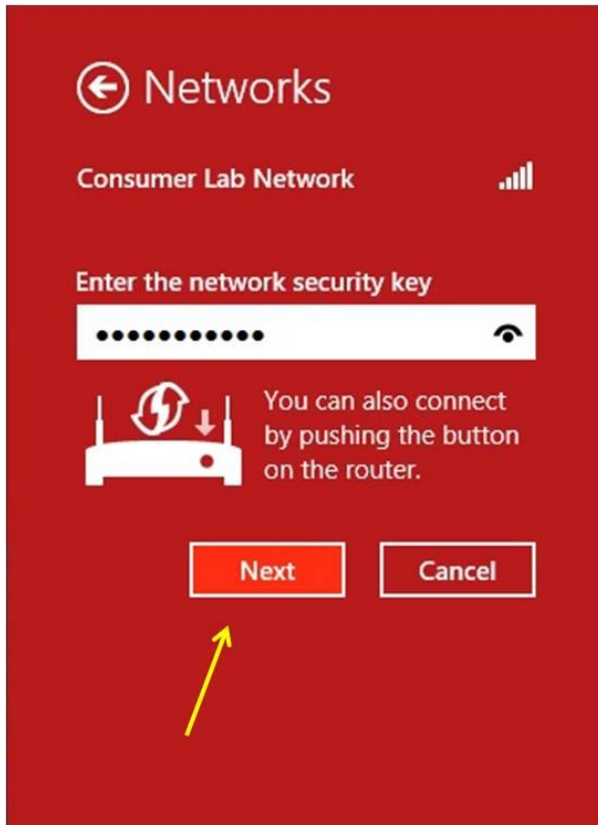 Networks
Consumer Lab Network
Enter the network security key
•••••••••••
You can also connect
by pushing the button
on the router.
Next
Cancel